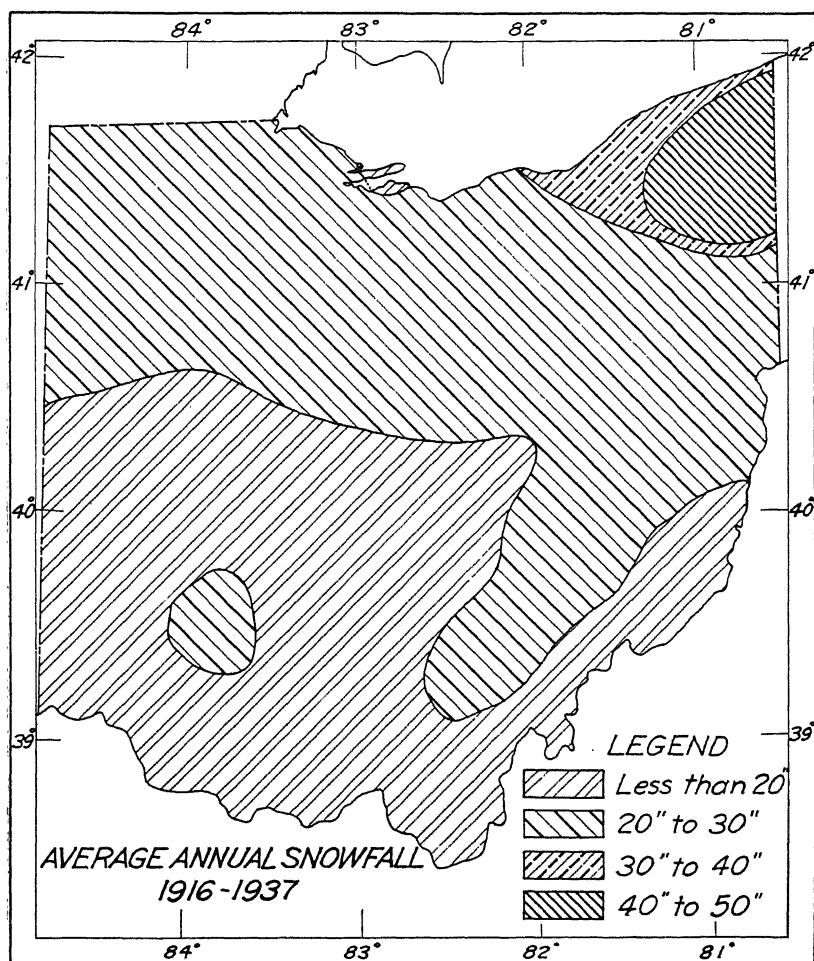 84° 83° 82° 81°
42° 42°
41° 41°
40° 40°
39° 39°
LEGEND
Less than 20"
20" to 30"
30" to 40"
40" to 50"
AVERAGE ANNUAL SNOWFALL
1916-1937
84° 83° 82° 81°